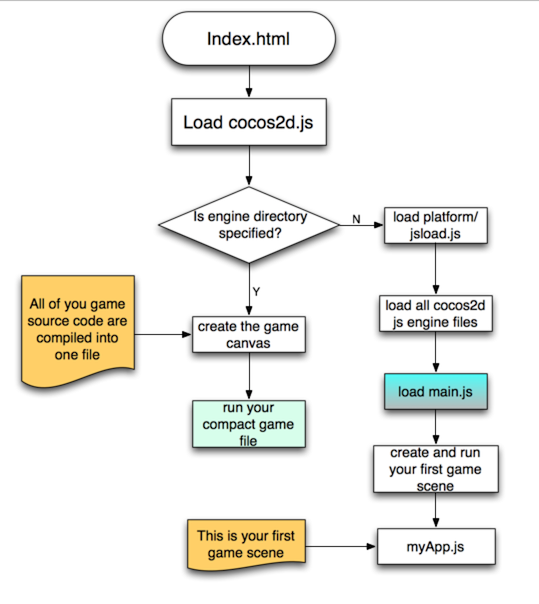 Index.html
Load cocos2d.js
Is engine directory
specified?
N
load platform/
jsload.js
Y
All of you game
source code are
compiled into
one file
create the game
canvas
load all cocos2d
js engine files
run your
compact game
file
load main.js
create and run
your first game
scene
This is your first
game scene
myApp.js